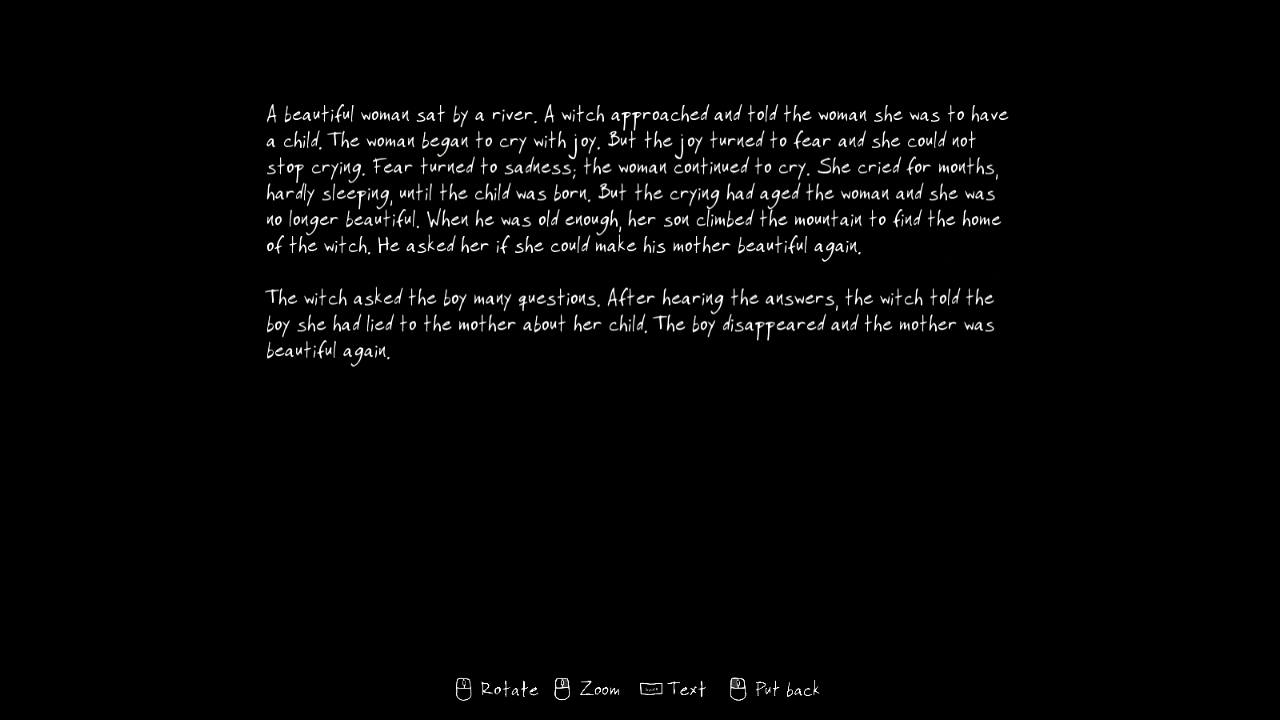 A beautiful woman sat by a river. A witch approached and told the woman she was to have
a child. The woman began to cry with joy. But the joy turned to fear and she could not
stop crying. Fear turned to sadness; the woman continued to cry. She cried for months,
hardly sleeping, until the child was born. But the crying had aged the woman and she was
no longer beautiful. When he was old enough, her son climbed the mountain to find the home
of the witch. He asked her if she could make his mother beautiful again.
The witch asked the boy many questions. After hearing the answers, the witch told the
boy she had lied to the mother about her child. The boy disappeared and the mother was
beautiful again.
Rotate Zoom Text Put back